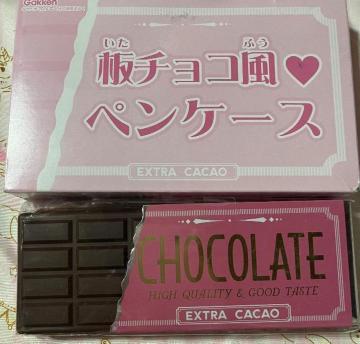 Gakken
いた ふう
板チョコ風♥
ペンケース
EXTRA CACAO
CHOCOLATE
HIGH QUALITY & GOOD TASTE
EXTRA CACAO